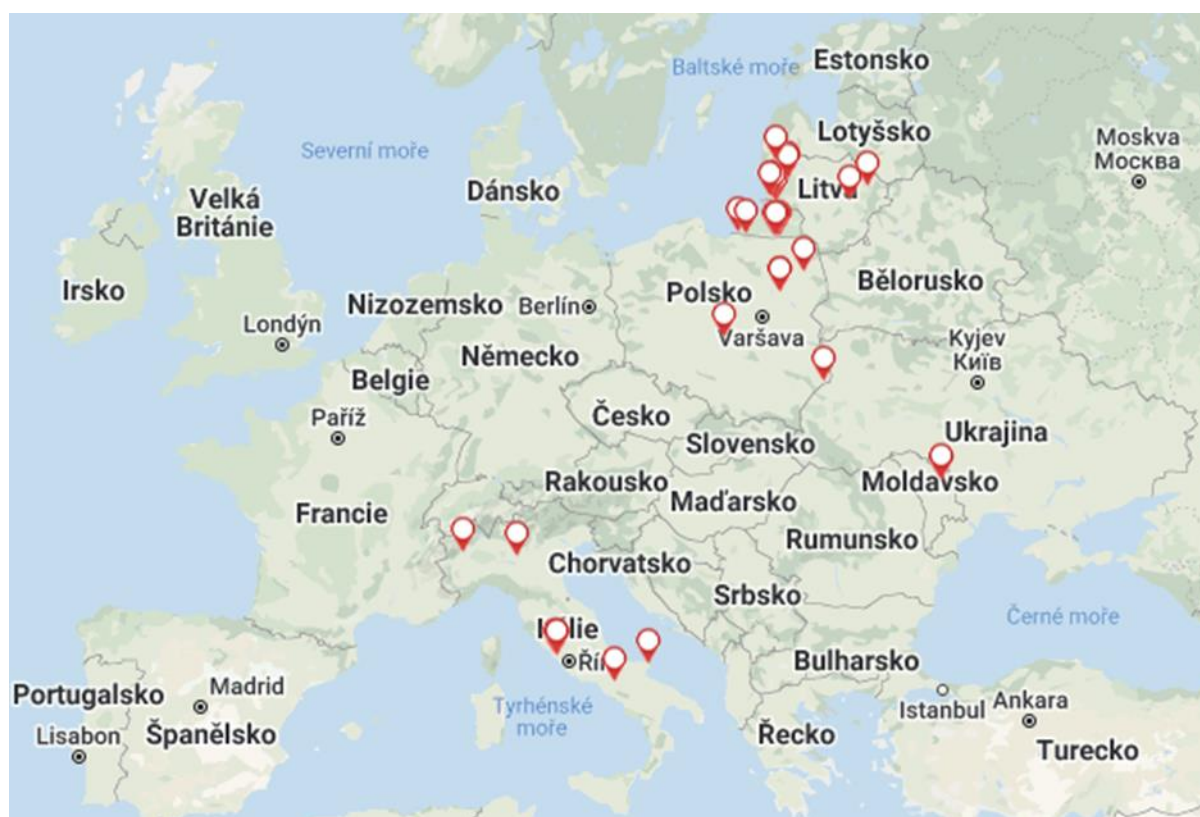 Estonsko
Baltské moře
Lotyšsko
Moskva
Москва
Severní moře
Dánsko
Litva
Velká
Británie
Irsko
Polsko
Bělorusko
Nizozemsko
Berlín
Londýn
Varšava
Kyjev
Київ
Německo
Belgie
Paříž
Česko
Slovensko
Ukrajina
Rakousko
Maďarsko
Moldavsko
Francie
Rumunsko
Chorvatsko
Srbsko
Černé moře
Bulharsko
Portugalsko
Madrid
Tyrhénské
moře
Istanbul
Ankara
Lisabon
Španělsko
Řecko
Turecko